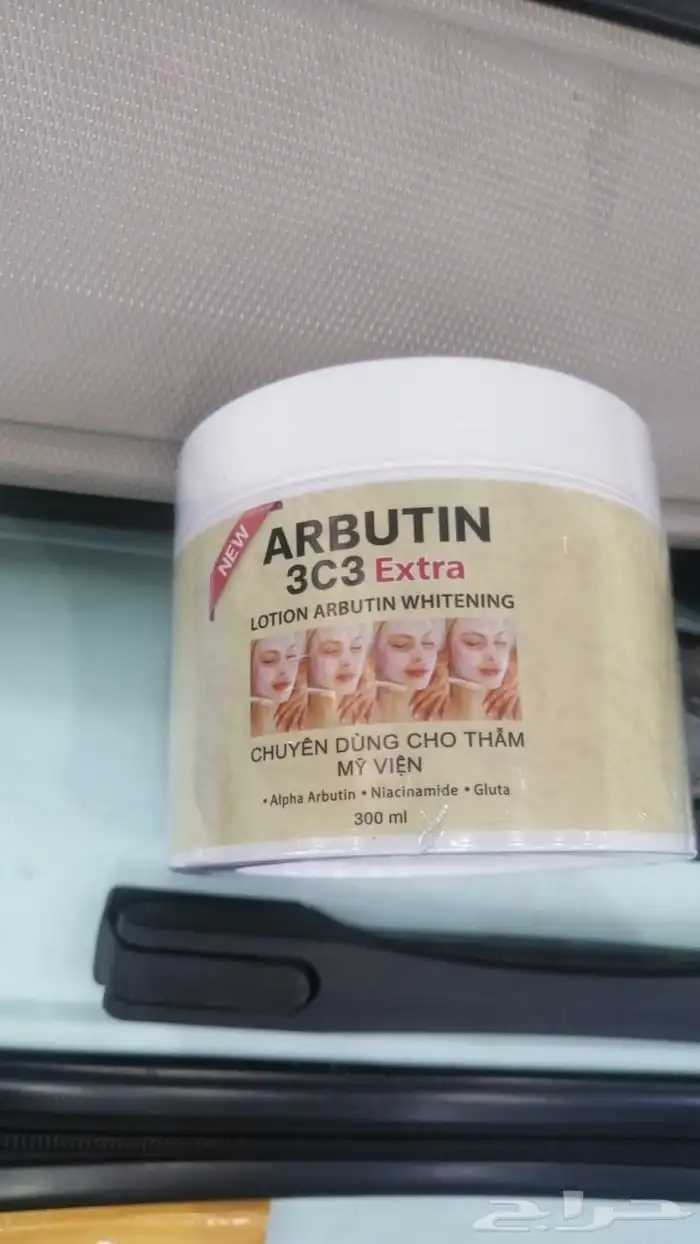 NEW
ARBUTIN
3C3 Extra
LOTION ARBUTIN WHITENING
CHUYÊN DÙNG CHO THẨM
MỸ VIỆN
• Alpha Arbutin • Niacinamide • Gluta
300 ml
حراج